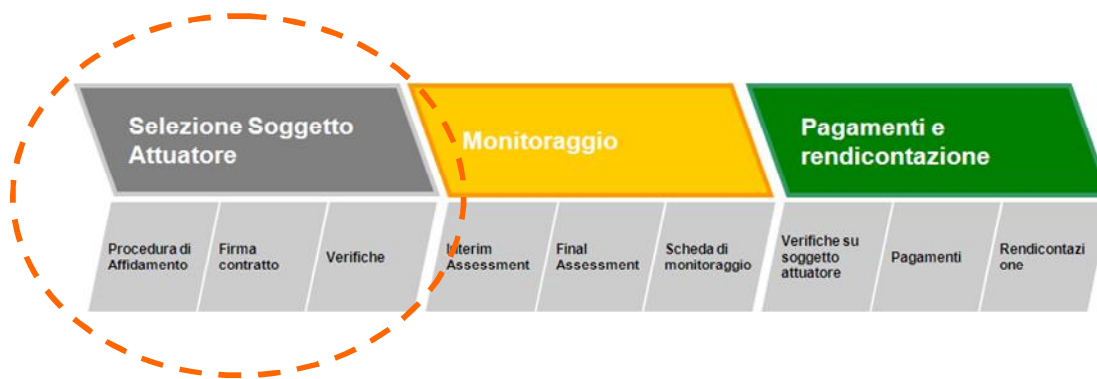 Selezione Soggetto
Attuatore
Monitoraggio
Pagamenti e
rendicontazione
Procedura di
Affidamento
Firma
contratto
Verifiche
Interim
Assessment
Final
Assessment
Scheda di
monitoraggio
Verifiche su
soggetto
attuatore
Pagamenti
Rendicontazi
one